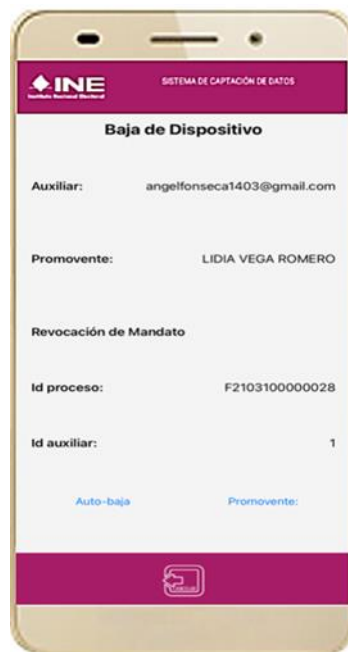 INE
Instituto Nacional Electoral
SISTEMA DE CAPTACIÓN DE DATOS
Baja de Dispositivo
Auxiliar: angelfonseca1403@gmail.com
Promovente: LIDIA VEGA ROMERO
Revocación de Mandato
Id proceso: F2103100000028
Id auxiliar: 1
Auto-baja Promovente: